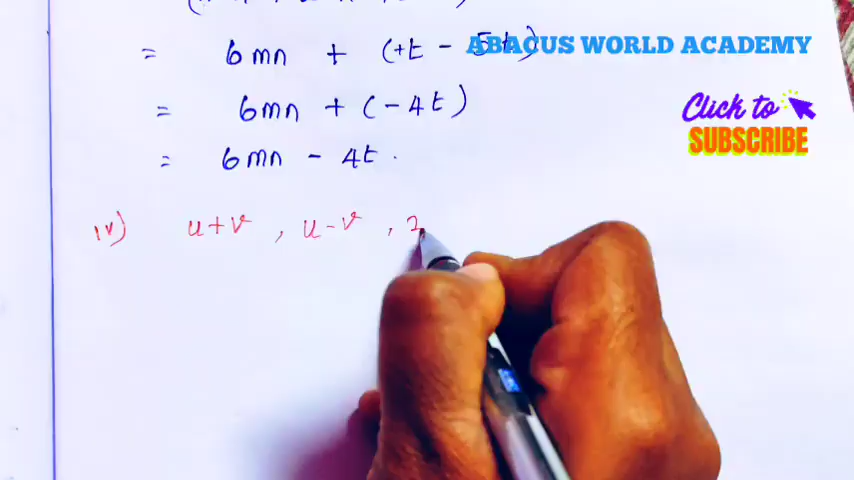 = 6mn + (+t - 5t)
ABACUS WORLD ACADEMY
= 6mn + (-4t)
Click to
SUBSCRIBE
= 6mn - 4t.
iv) u+v, u-v, 2